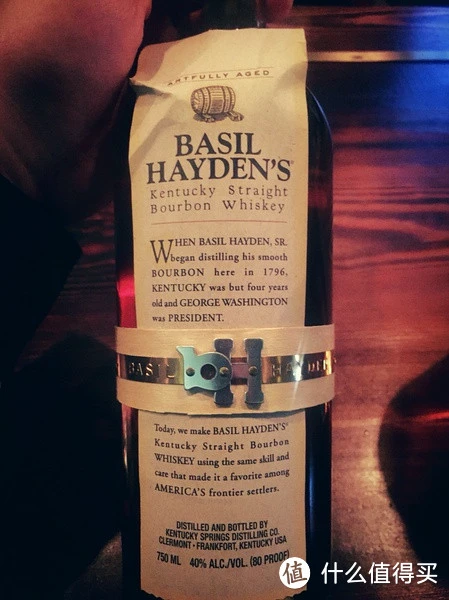 ARTFULLY AGED
BASIL
HAYDEN'S®
Kentucky Straight
Bourbon Whiskey
WHEN BASIL HAYDEN, SR.
began distilling his smooth
BOURBON here in 1796,
KENTUCKY was but four years
old and GEORGE WASHINGTON
was PRESIDENT.
BASIL bH HAYDEN
Today, we make BASIL HAYDEN'S®
Kentucky Straight Bourbon
WHISKEY using the same skill and
care that made it a favorite among
AMERICA'S frontier settlers.
DISTILLED AND BOTTLED BY
KENTUCKY SPRINGS DISTILLING CO.
CLERMONT • FRANKFORT, KENTUCKY USA
750 ML 40% ALC./VOL. (80 PROOF)
值 什么值得买